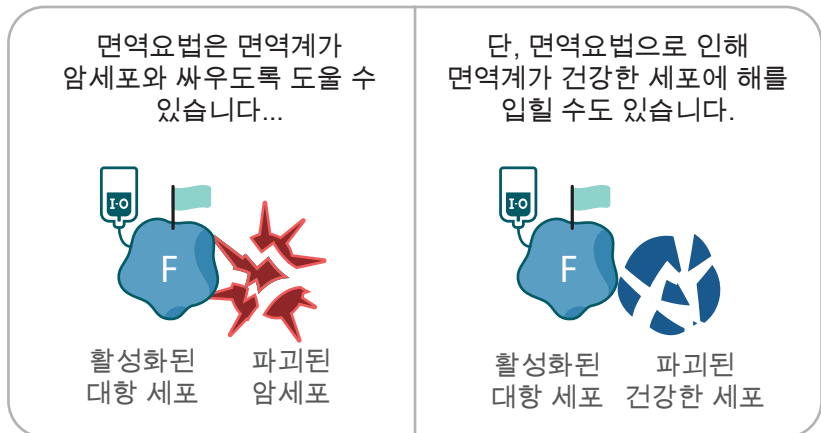 면역요법은 면역계가
암세포와 싸우도록 도울 수
있습니다...
I-O
F
활성화된
대항 세포
파괴된
암세포
단, 면역요법으로 인해
면역계가 건강한 세포에 해를
입힐 수도 있습니다.
I-O
F
활성화된
대항 세포
파괴된
건강한 세포